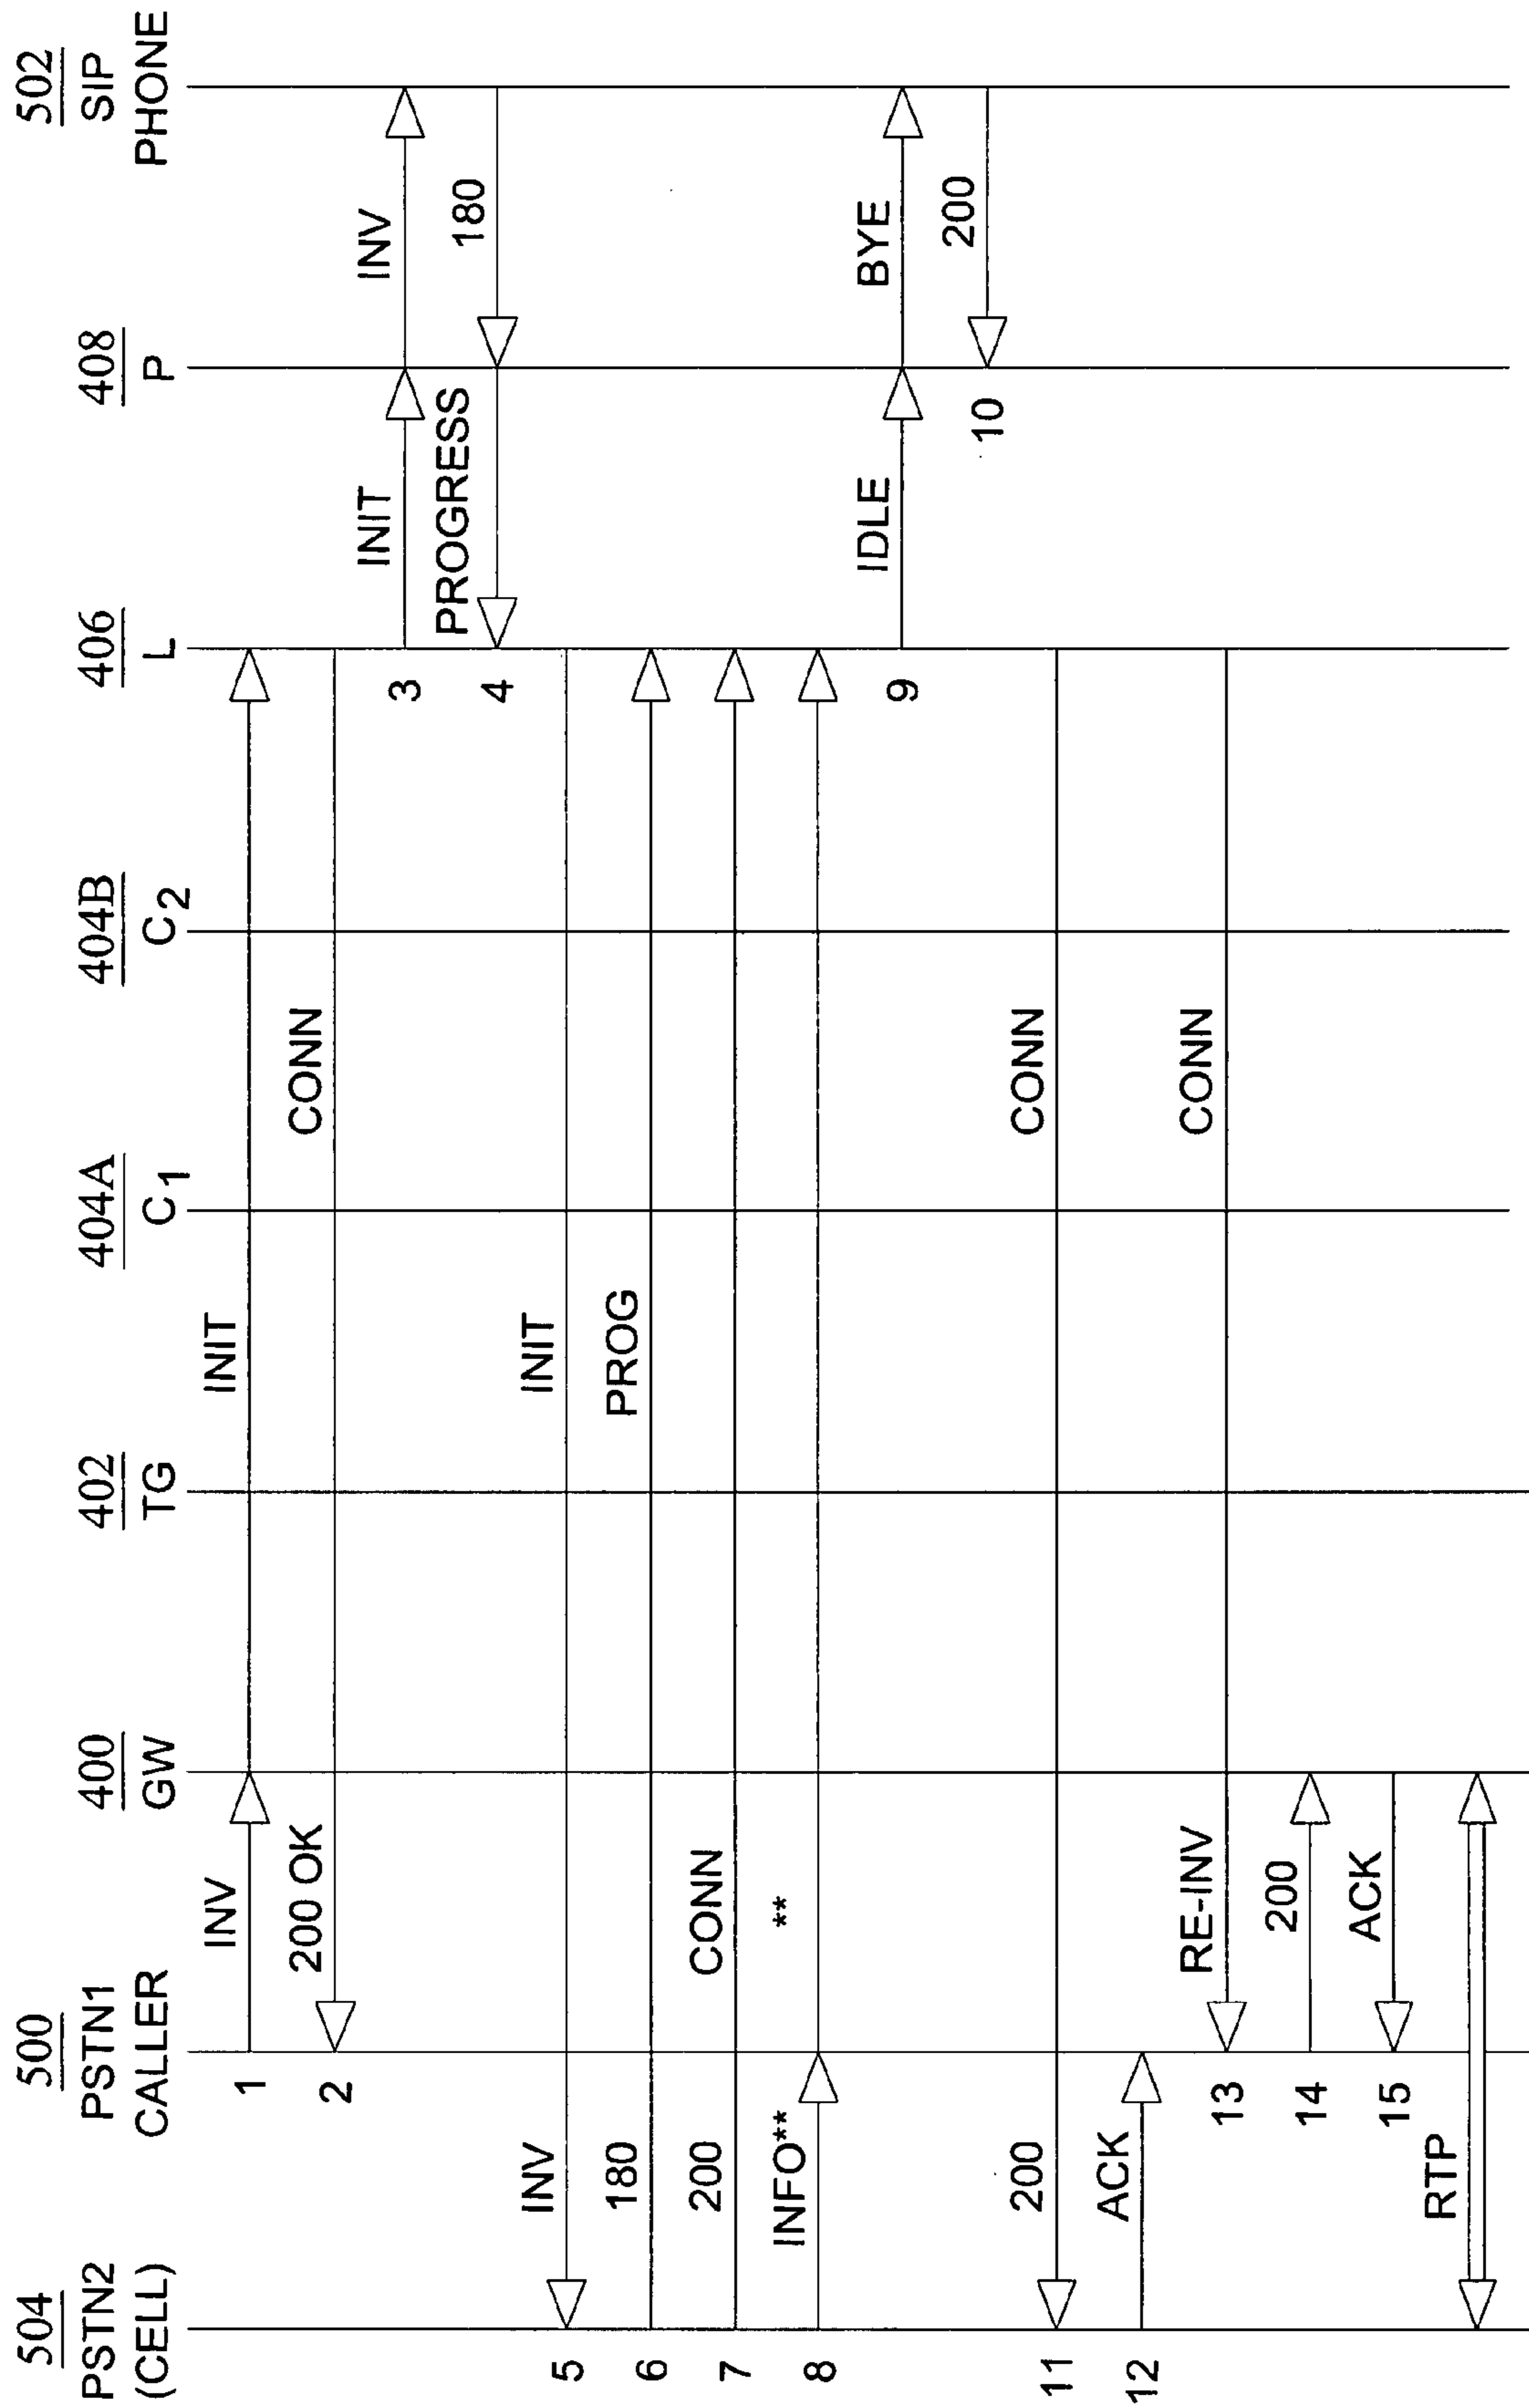 504
PSTN2
(CELL)
500
PSTN1
CALLER
400
GW
402
TG
404A
C1
404B
C2
406
L
408
P
502
SIP
PHONE
1
INV
INIT
2
200 OK
CONN
3
INIT
INV
4
PROGRESS
180
5
INV
INIT
6
180
PROG
7
200
CONN
8
INFO**
**
9
IDLE
BYE
10
200
11
200
CONN
12
ACK
13
RE-INV
CONN
14
200
15
ACK
RTP